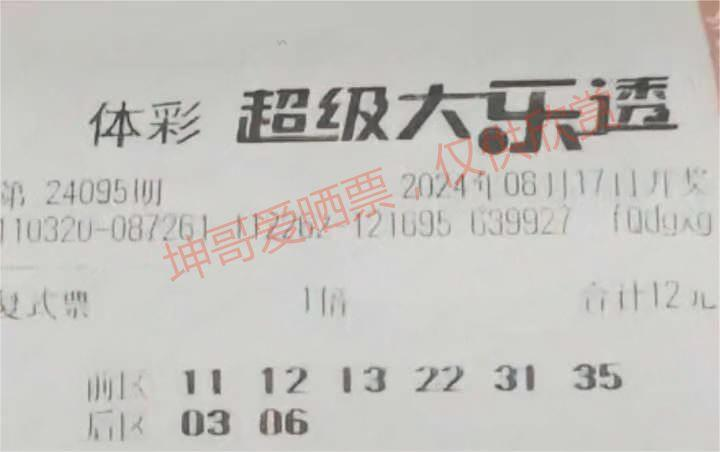 体彩 超级大乐透
第 24095期 2024年08月17日开奖
110320-087261 121695 639927 fQdgxg
复式票 1倍 合计12元
前区 11 12 13 22 31 35
后区 03 06
坤哥爱晒票，仅供欣赏